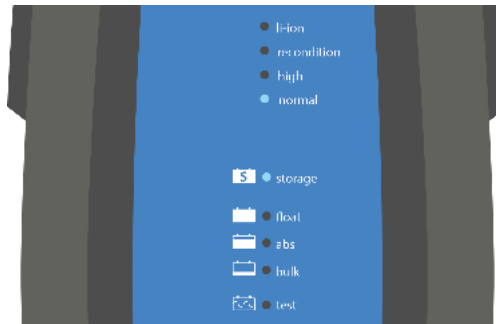 li-ion
recondition
high
normal
S storage
float
abs
bulk
test